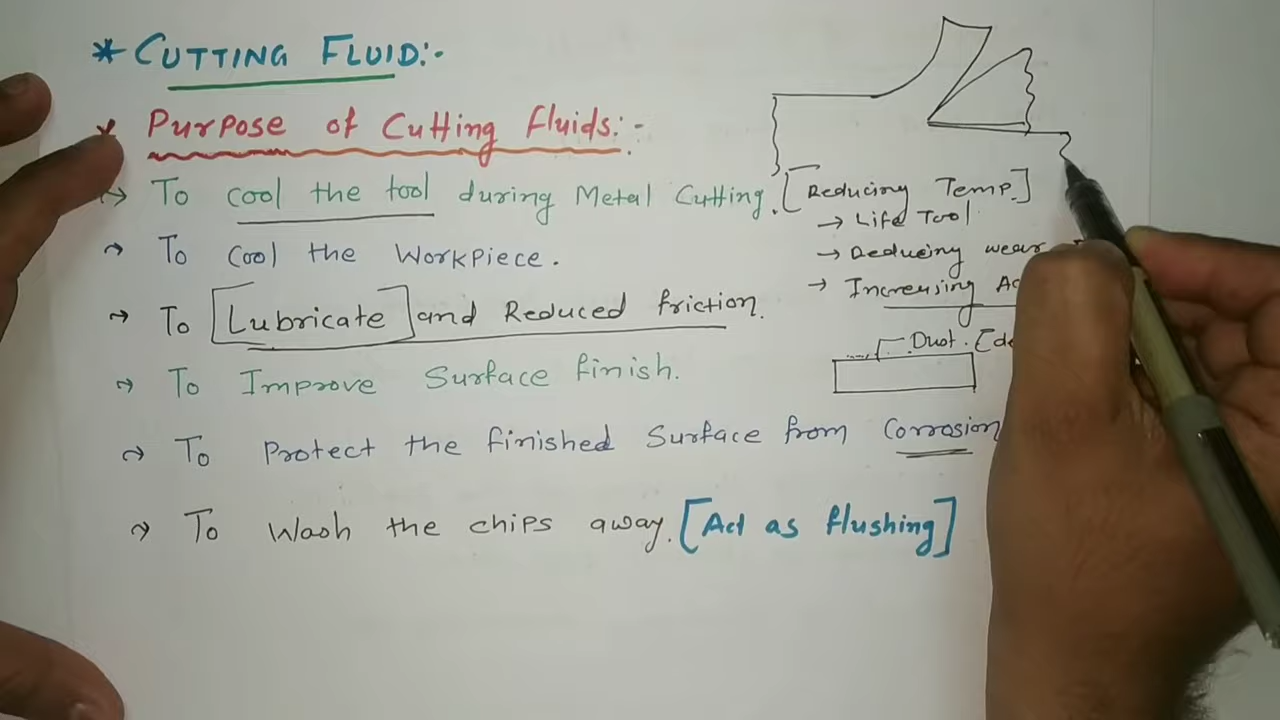 * CUTTING FLUID:-
* Purpose of Cutting Fluids:-
→ To cool the tool during Metal Cutting. [Reducing Temp.]
→ Life Tool
→ Reducing wear
→ Increasing
→ To Cool the Workpiece.
→ To [Lubricate] and Reduced friction.
Dust.
→ To Improve Surface finish.
→ To Protect the finished Surface from Corrosion
→ To Wash the chips away. [Act as flushing]